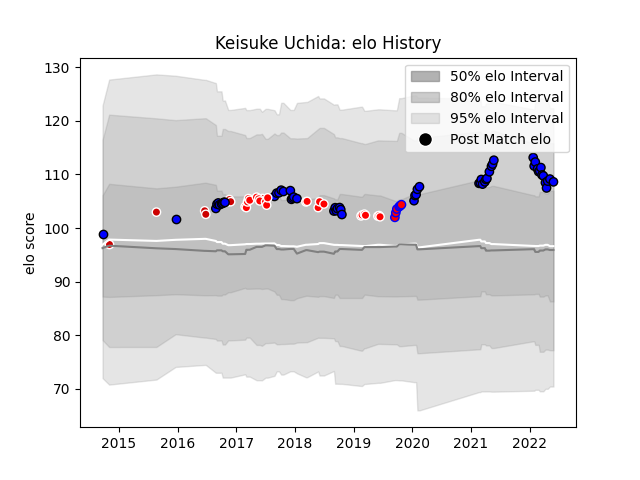 Keisuke Uchida: elo History
50% elo Interval
80% elo Interval
95% elo Interval
Post Match elo
elo score
130
120
110
100
90
80
70
2015 2016 2017 2018 2019 2020 2021 2022